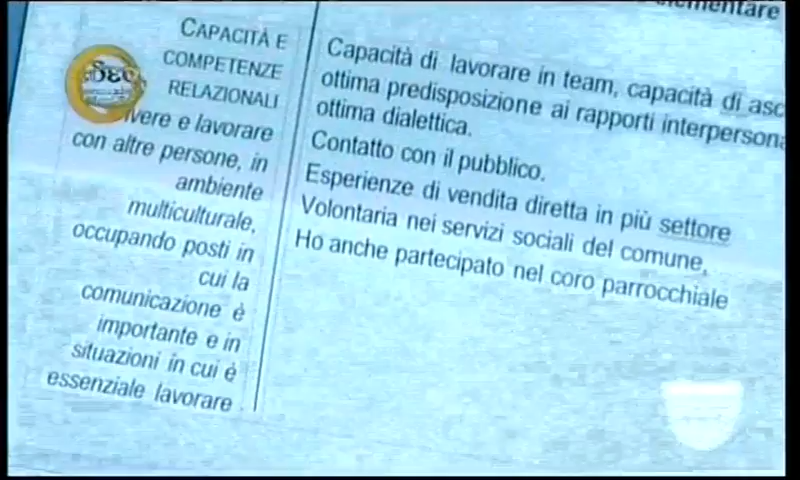 elementare
CAPACITÀ E
COMPETENZE
RELAZIONALI
vere e lavorare
con altre persone, in
ambiente
multiculturale,
occupando posti in
cui la
comunicazione è
importante e in
situazioni in cui è
essenziale lavorare
Capacità di lavorare in team, capacità di asc
ottima predisposizione ai rapporti interpersona
ottima dialettica.
Contatto con il pubblico.
Esperienze di vendita diretta in più settore
Volontaria nei servizi sociali del comune,
Ho anche partecipato nel coro parrocchiale